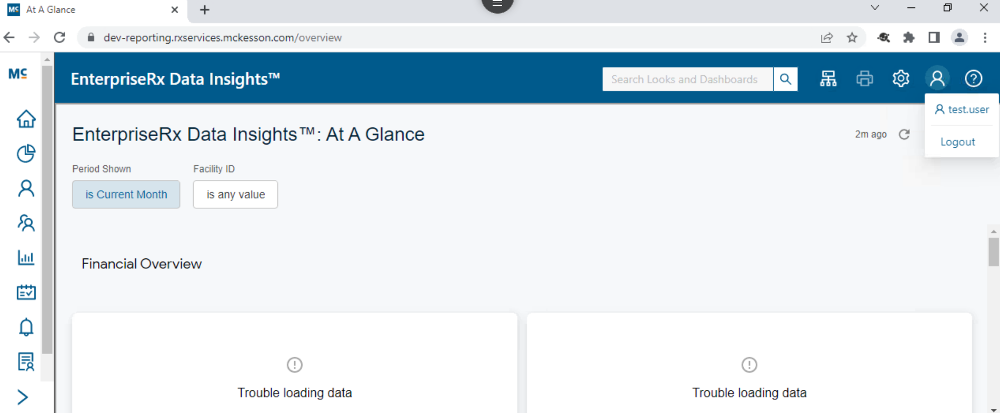 MC At A Glance
dev-reporting.rxservices.mckesson.com/overview
MC
EnterpriseRx Data Insights™
Search Looks and Dashboards
test.user
Logout
EnterpriseRx Data Insights™: At A Glance
2m ago
Period Shown
Facility ID
is Current Month
is any value
Financial Overview
Trouble loading data
Trouble loading data